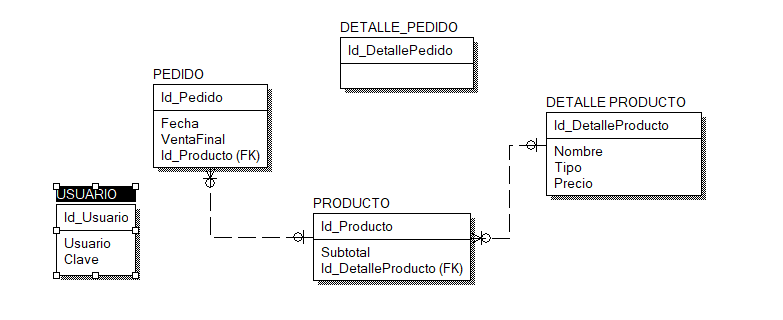 DETALLE_PEDIDO
Id_DetallePedido
PEDIDO
Id_Pedido
Fecha
VentaFinal
Id_Producto (FK)
DETALLE PRODUCTO
Id_DetalleProducto
Nombre
Tipo
Precio
USUARIO
Id_Usuario
Usuario
Clave
PRODUCTO
Id_Producto
Subtotal
Id_DetalleProducto (FK)